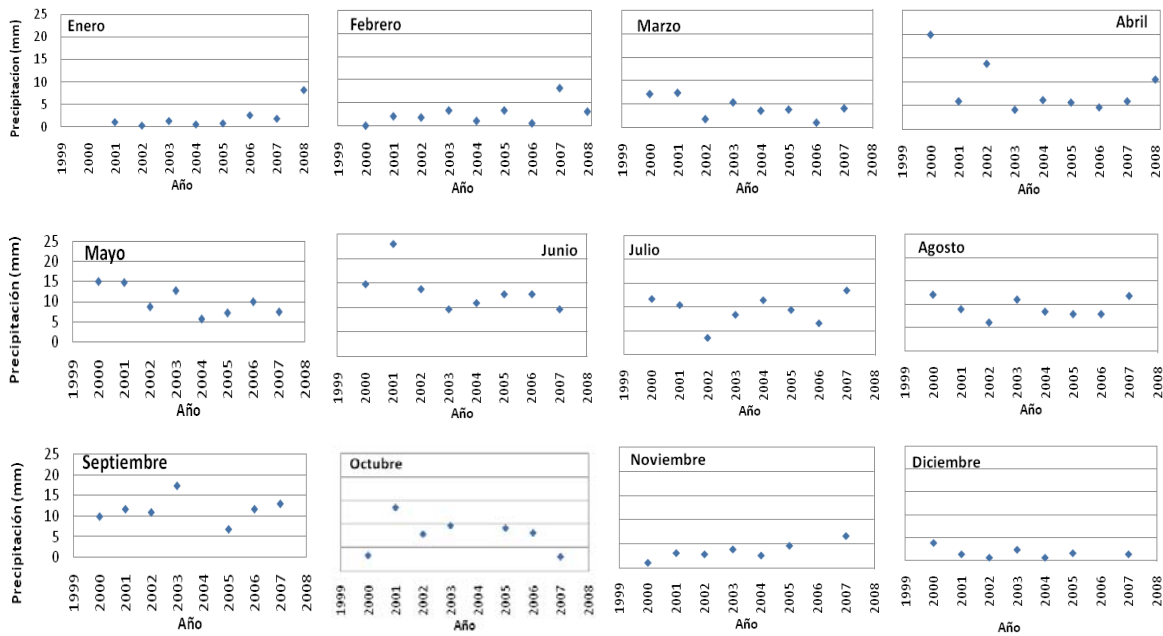 Enero
Precipitacion (mm)
25
20
15
10
5
0
1999 2000 2001 2002 2003 2004 2005 2006 2007 2008
Año
Febrero
1999 2000 2001 2002 2003 2004 2005 2006 2007 2008
Año
Marzo
1999 2000 2001 2002 2003 2004 2005 2006 2007 2008
Año
Abril
1999 2000 2001 2002 2003 2004 2005 2006 2007 2008
Año
Mayo
Precipitación (mm)
25
20
15
10
5
0
1999 2000 2001 2002 2003 2004 2005 2006 2007 2008
Año
Junio
1999 2000 2001 2002 2003 2004 2005 2006 2007 2008
Año
Julio
1999 2000 2001 2002 2003 2004 2005 2006 2007 2008
Año
Agosto
1999 2000 2001 2002 2003 2004 2005 2006 2007 2008
Año
Septiembre
Precipitación (mm)
25
20
15
10
5
0
1999 2000 2001 2002 2003 2004 2005 2006 2007 2008
Año
Octubre
1999 2000 2001 2002 2003 2004 2005 2006 2007 2008
Año
Noviembre
1999 2000 2001 2002 2003 2004 2005 2006 2007 2008
Año
Diciembre
1999 2000 2001 2002 2003 2004 2005 2006 2007 2008
Año